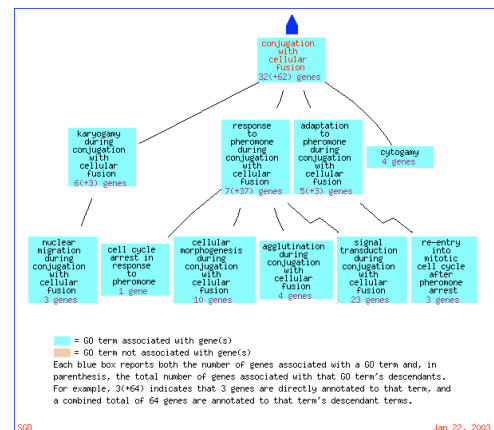 conjugation
with
cellular
fusion
32(+62) genes
karyogamy
during
conjugation
with
cellular
fusion
6(+3) genes
response
to
pheromone
during
conjugation
with
cellular
fusion
7(+37) genes
adaptation
to
pheromone
during
conjugation
with
cellular
fusion
5(+3) genes
cytogamy
4 genes
nuclear
migration
during
conjugation
with
cellular
fusion
3 genes
cell cycle
arrest in
response
to
pheromone
1 gene
cellular
morphogenesis
during
conjugation
with
cellular
fusion
10 genes
agglutination
during
conjugation
with
cellular
fusion
4 genes
signal
transduction
during
conjugation
with
cellular
fusion
23 genes
re-entry
into
mitotic
cell cycle
after
pheromone
arrest
3 genes
= GO term associated with gene(s)
= GO term not associated with gene(s)
Each blue box reports both the number of genes associated with a GO term and, in
parenthesis, the total number of genes associated with that GO term's descendants.
For example, 3(+64) indicates that 3 genes are directly annotated to that term, and
a combined total of 64 genes are annotated to that term's descendant terms.
SGD
Jan 22, 2003